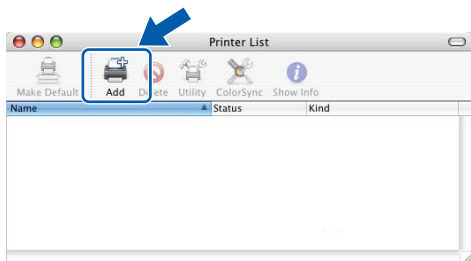 Printer List
Make Default Add Delete Utility ColorSync Show Info
Name Status Kind